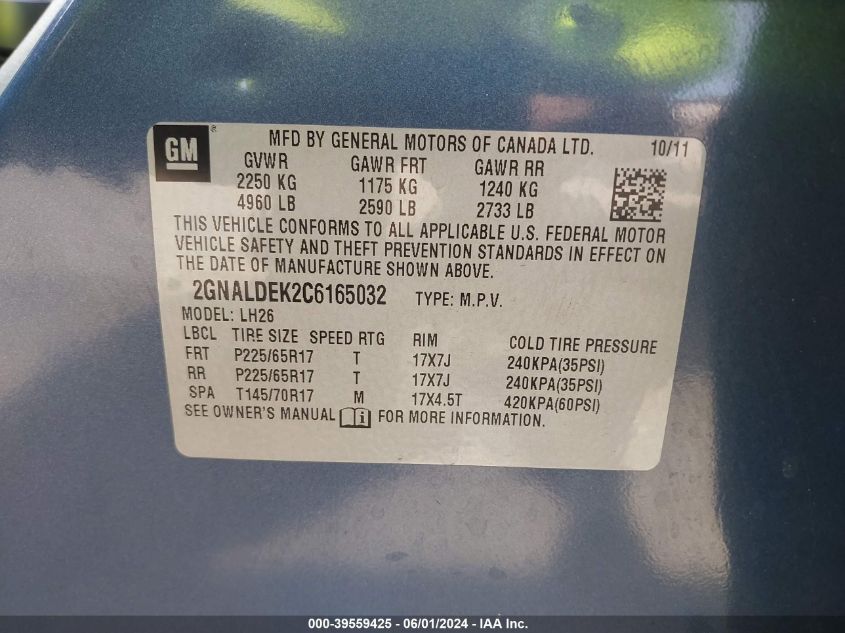 GM
MFD BY GENERAL MOTORS OF CANADA LTD. 10/11
GVWR GAWR FRT GAWR RR
2250 KG 1175 KG 1240 KG
4960 LB 2590 LB 2733 LB
THIS VEHICLE CONFORMS TO ALL APPLICABLE U.S. FEDERAL MOTOR
VEHICLE SAFETY AND THEFT PREVENTION STANDARDS IN EFFECT ON
THE DATE OF MANUFACTURE SHOWN ABOVE.
2GNALDEK2C6165032 TYPE: M.P.V.
MODEL: LH26
LBCL TIRE SIZE SPEED RTG RIM COLD TIRE PRESSURE
FRT P225/65R17 T 17X7J 240KPA(35PSI)
RR P225/65R17 T 17X7J 240KPA(35PSI)
SPA T145/70R17 M 17X4.5T 420KPA(60PSI)
SEE OWNER'S MANUAL FOR MORE INFORMATION.
000-39559425 - 06/01/2024 - IAA Inc.